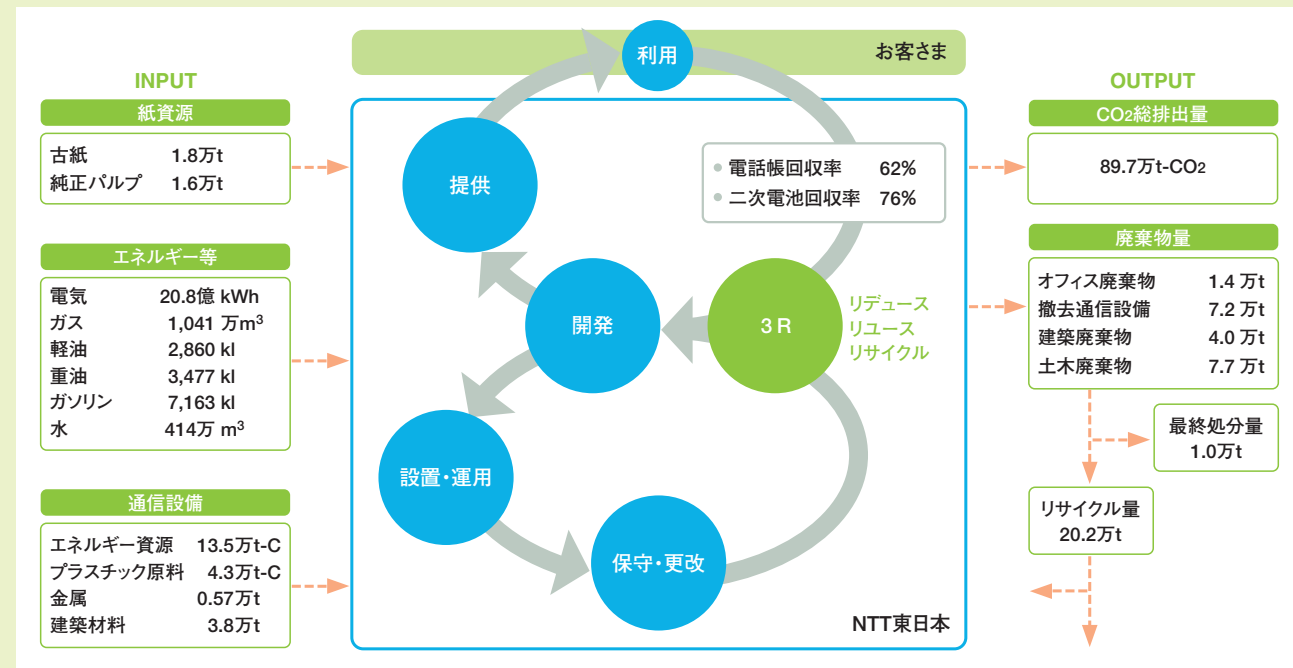 INPUT
紙資源
古紙 1.8万t
純正パルプ 1.6万t
エネルギー等
電気 20.8億 kWh
ガス 1,041 万m³
軽油 2,860 kl
重油 3,477 kl
ガソリン 7,163 kl
水 414万 m³
通信設備
エネルギー資源 13.5万t-C
プラスチック原料 4.3万t-C
金属 0.57万t
建築材料 3.8万t
お客さま
利用
提供
・電話帳回収率 62%
・二次電池回収率 76%
開発
3R
リデュース
リユース
リサイクル
設置・運用
保守・更改
NTT東日本
OUTPUT
CO₂総排出量
89.7万t-CO₂
廃棄物量
オフィス廃棄物 1.4 万t
撤去通信設備 7.2 万t
建築廃棄物 4.0 万t
土木廃棄物 7.7 万t
最終処分量
1.0万t
リサイクル量
20.2万t